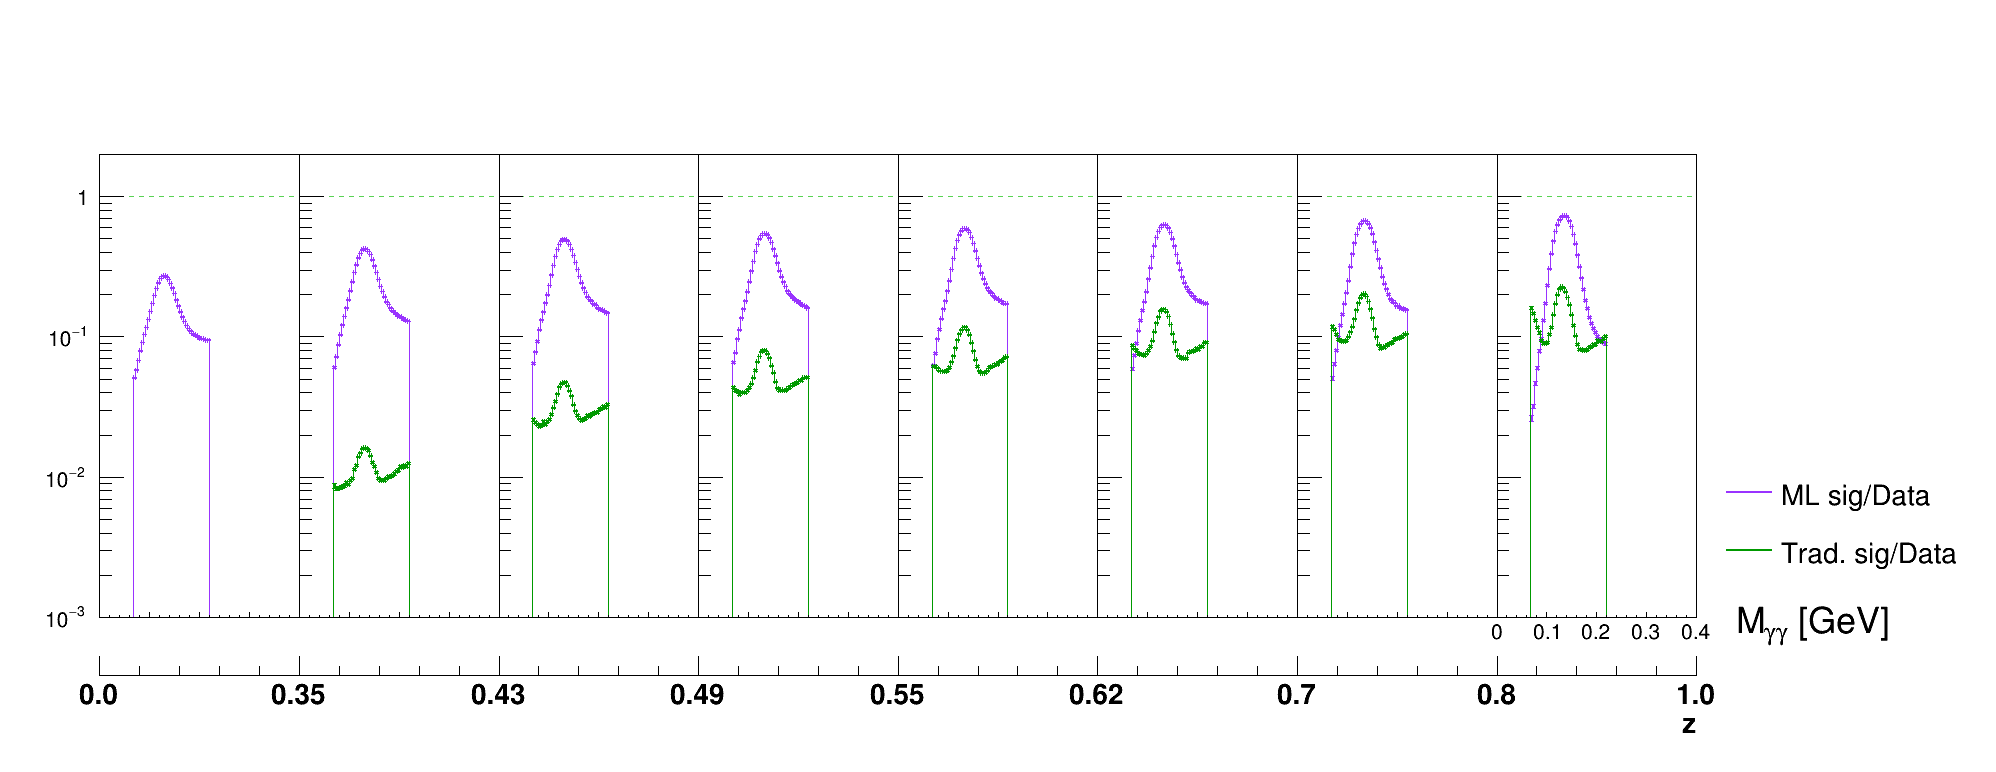 1
10⁻¹
10⁻²
10⁻³
ML sig/Data
Trad. sig/Data
0 0.1 0.2 0.3 0.4
Mγγ [GeV]
0.0 0.35 0.43 0.49 0.55 0.62 0.7 0.8 1.0
z